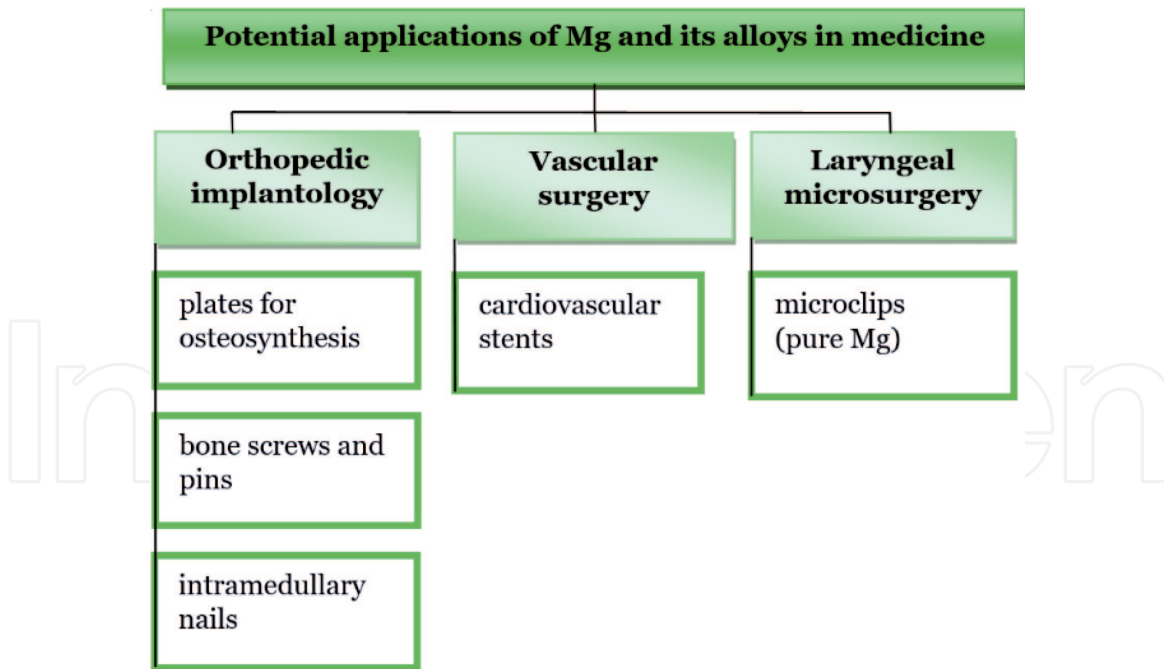 Potential applications of Mg and its alloys in medicine
Orthopedic
implantology
plates for
osteosynthesis
bone screws and
pins
intramedullary
nails
Vascular
surgery
cardiovascular
stents
Laryngeal
microsurgery
microclips
(pure Mg)